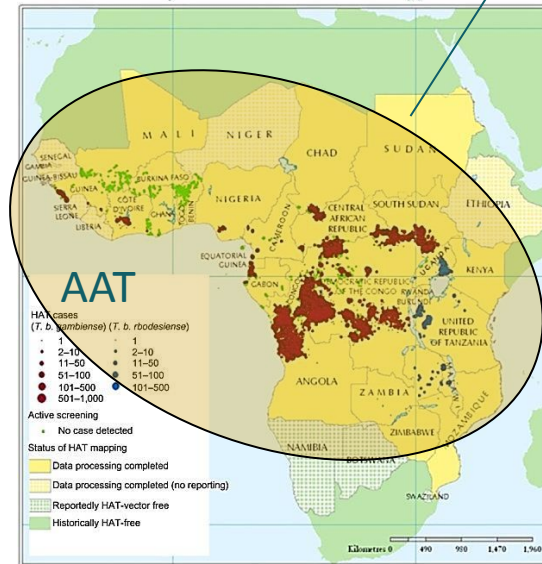 MALI
NIGER
CHAD
SUDAN
SENEGAL
GAMBIA
GUINEA-BISSAU
GUINEA
BURKINA FASO
SIERRA
LEONE
LIBERIA
CÔTE
D'IVOIRE
GHANA
TOGO
BENIN
NIGERIA
CAMEROON
CENTRAL
AFRICAN
REPUBLIC
SOUTH SUDAN
ETHIOPIA
EQUATORIAL
GUINEA
GABON
CONGO
DEMOCRATIC REPUBLIC
OF THE CONGO
UGANDA
KENYA
RWANDA
BURUNDI
UNITED
REPUBLIC
OF TANZANIA
ANGOLA
ZAMBIA
MALAWI
MOZAMBIQUE
ZIMBABWE
NAMIBIA
BOTSWANA
SWAZILAND
AAT
HAT cases
(T. b. gambiense) (T. b. rhodesiense)
1 1
2–10 2–10
11–50 11–50
51–100 51–100
101–500 101–500
501–1,000
Active screening
No case detected
Status of HAT mapping
Data processing completed
Data processing completed (no reporting)
Reportedly HAT-vector free
Historically HAT-free
Kilometres 0 490 980 1,470 1,960